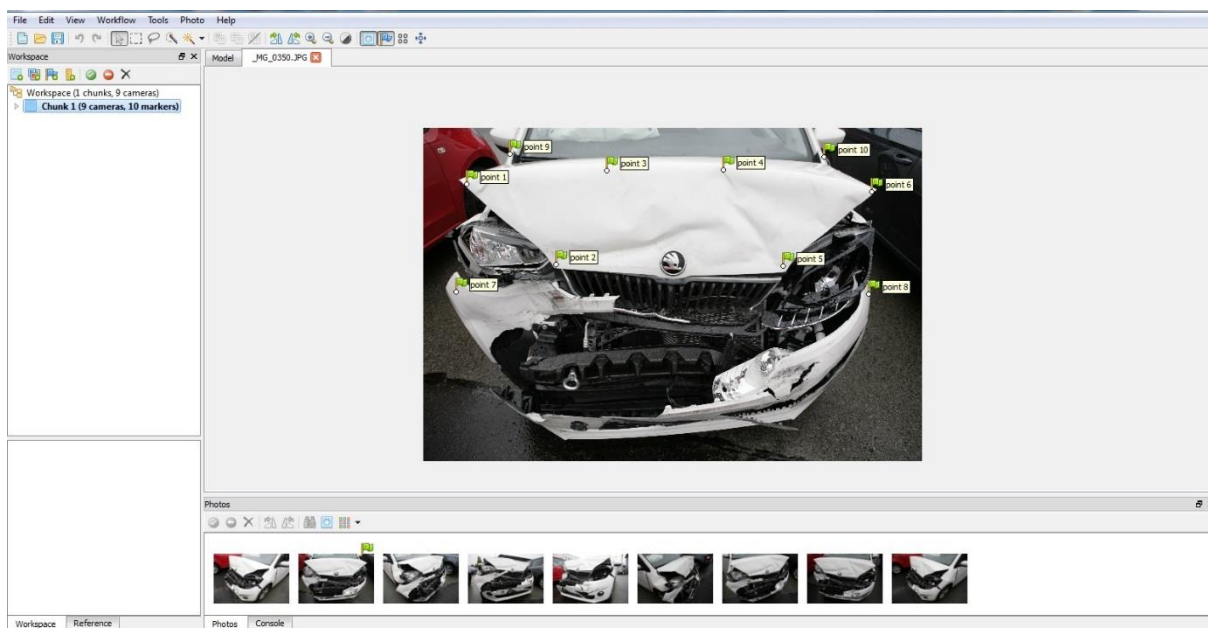 File Edit View Workflow Tools Photo Help
Workspace
Model _MG_0350.JPG
Workspace (1 chunks, 9 cameras)
Chunk 1 (9 cameras, 10 markers)
point 9
point 3
point 4
point 10
point 1
point 6
point 2
point 5
point 7
point 8
Photos
Workspace Reference
Photos Console